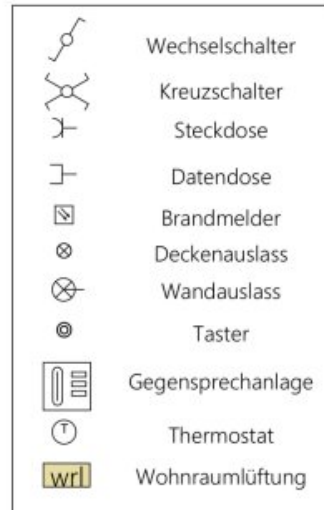 Wechselschalter
Kreuzschalter
Steckdose
Datendose
Brandmelder
Deckenauslass
Wandauslass
Taster
Gegensprechanlage
T Thermostat
wrl Wohnraumlüftung